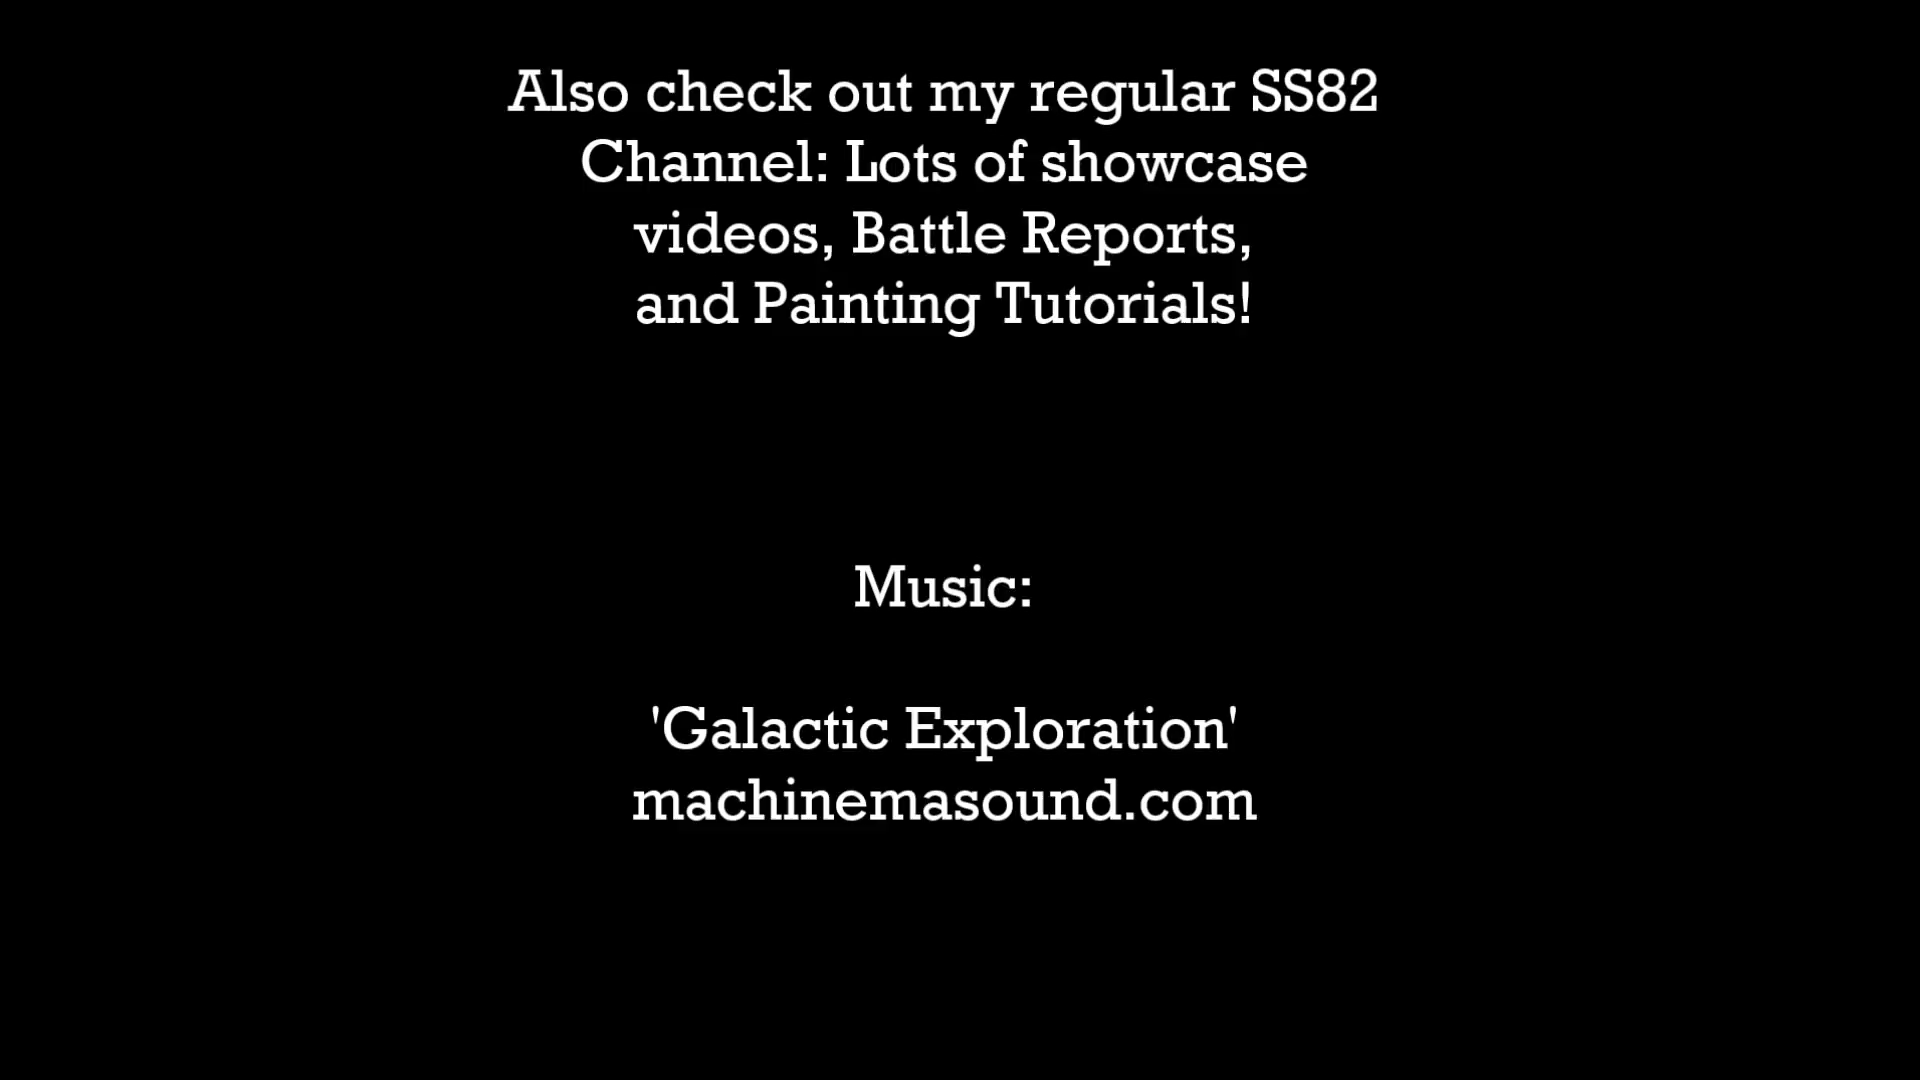 Also check out my regular SS82
Channel: Lots of showcase
videos, Battle Reports,
and Painting Tutorials!
Music:
'Galactic Exploration'
machinemasound.com